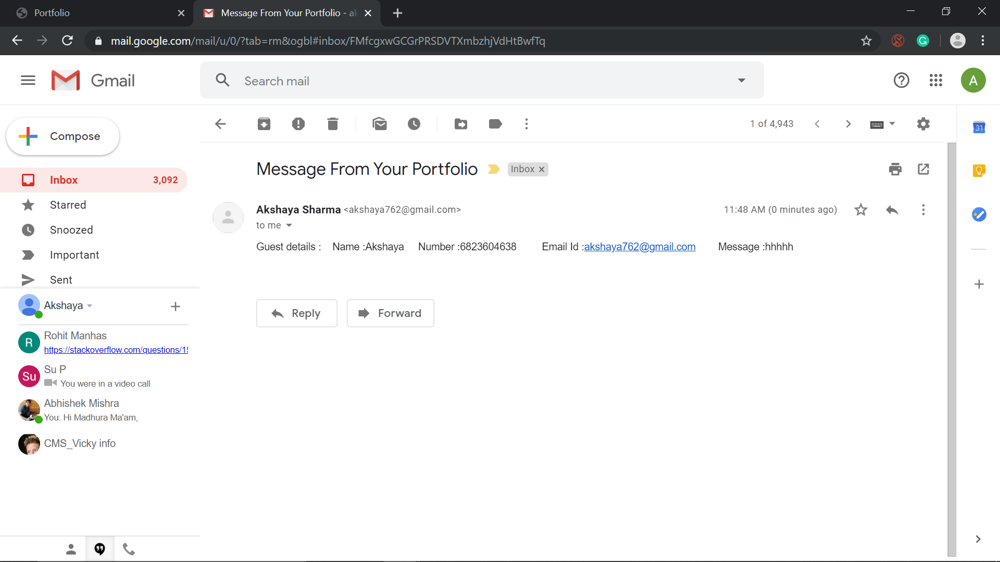 Portfolio
Message From Your Portfolio - ak
mail.google.com/mail/u/0/?tab=rm&ogbl#inbox/FMfcgxwGCGrPRSDVTXmbzhjVdHtBwfTq
Gmail
Search mail
A
Compose
1 of 4,943
31
Message From Your Portfolio
Inbox
Inbox 3,092
Starred
Snoozed
Important
Sent
Akshaya Sharma <akshaya762@gmail.com>
11:48 AM (0 minutes ago)
to me
Guest details : Name :Akshaya Number :6823604638 Email Id :akshaya762@gmail.com Message :hhhhh
Reply
Forward
Akshaya
R
Rohit Manhas
https://stackoverflow.com/questions/15
Su
Su P
You were in a video call
Abhishek Mishra
You: Hi Madhura Ma'am,
CMS_Vicky info